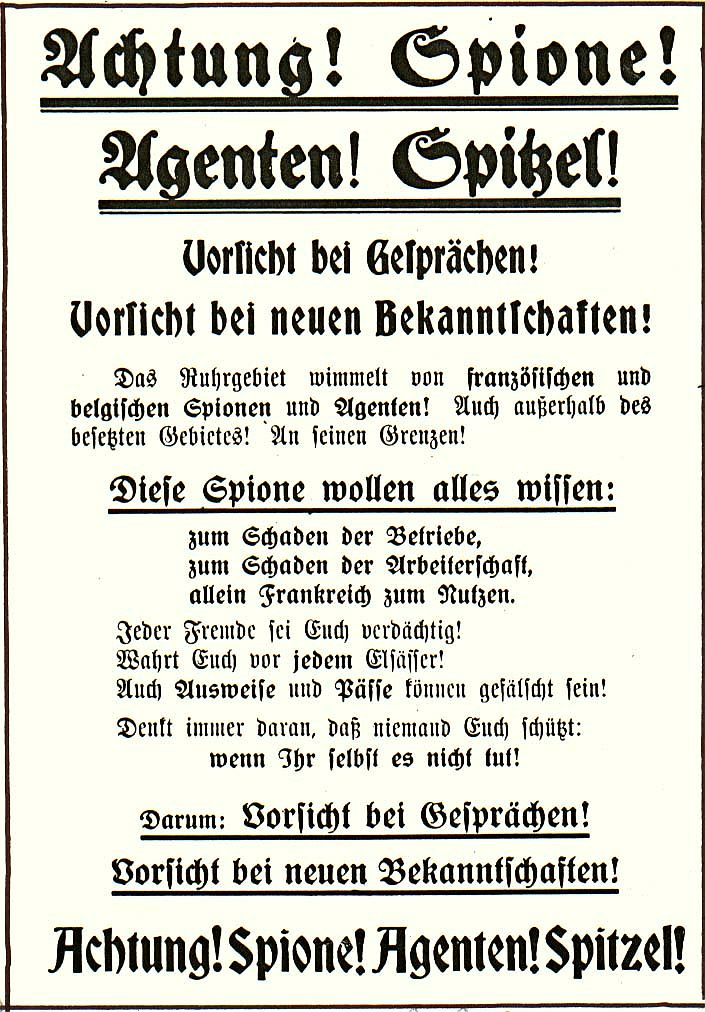 Achtung! Spione!
Agenten! Spitzel!
Vorsicht bei Gesprächen!
Vorsicht bei neuen Bekanntschaften!
Das Ruhrgebiet wimmelt von französischen und
belgischen Spionen und Agenten! Auch außerhalb des
besetzten Gebietes! An seinen Grenzen!
Diese Spione wollen alles wissen:
zum Schaden der Betriebe,
zum Schaden der Arbeiterschaft,
allein Frankreich zum Nutzen.
Jeder Fremde sei Euch verdächtig!
Wahrt Euch vor jedem Elsässer!
Auch Ausweise und Pässe können gefälscht sein!
Denkt immer daran, daß niemand Euch schützt:
wenn Ihr selbst es nicht tut!
Darum: Vorsicht bei Gesprächen!
Vorsicht bei neuen Bekanntschaften!
Achtung! Spione! Agenten! Spitzel!